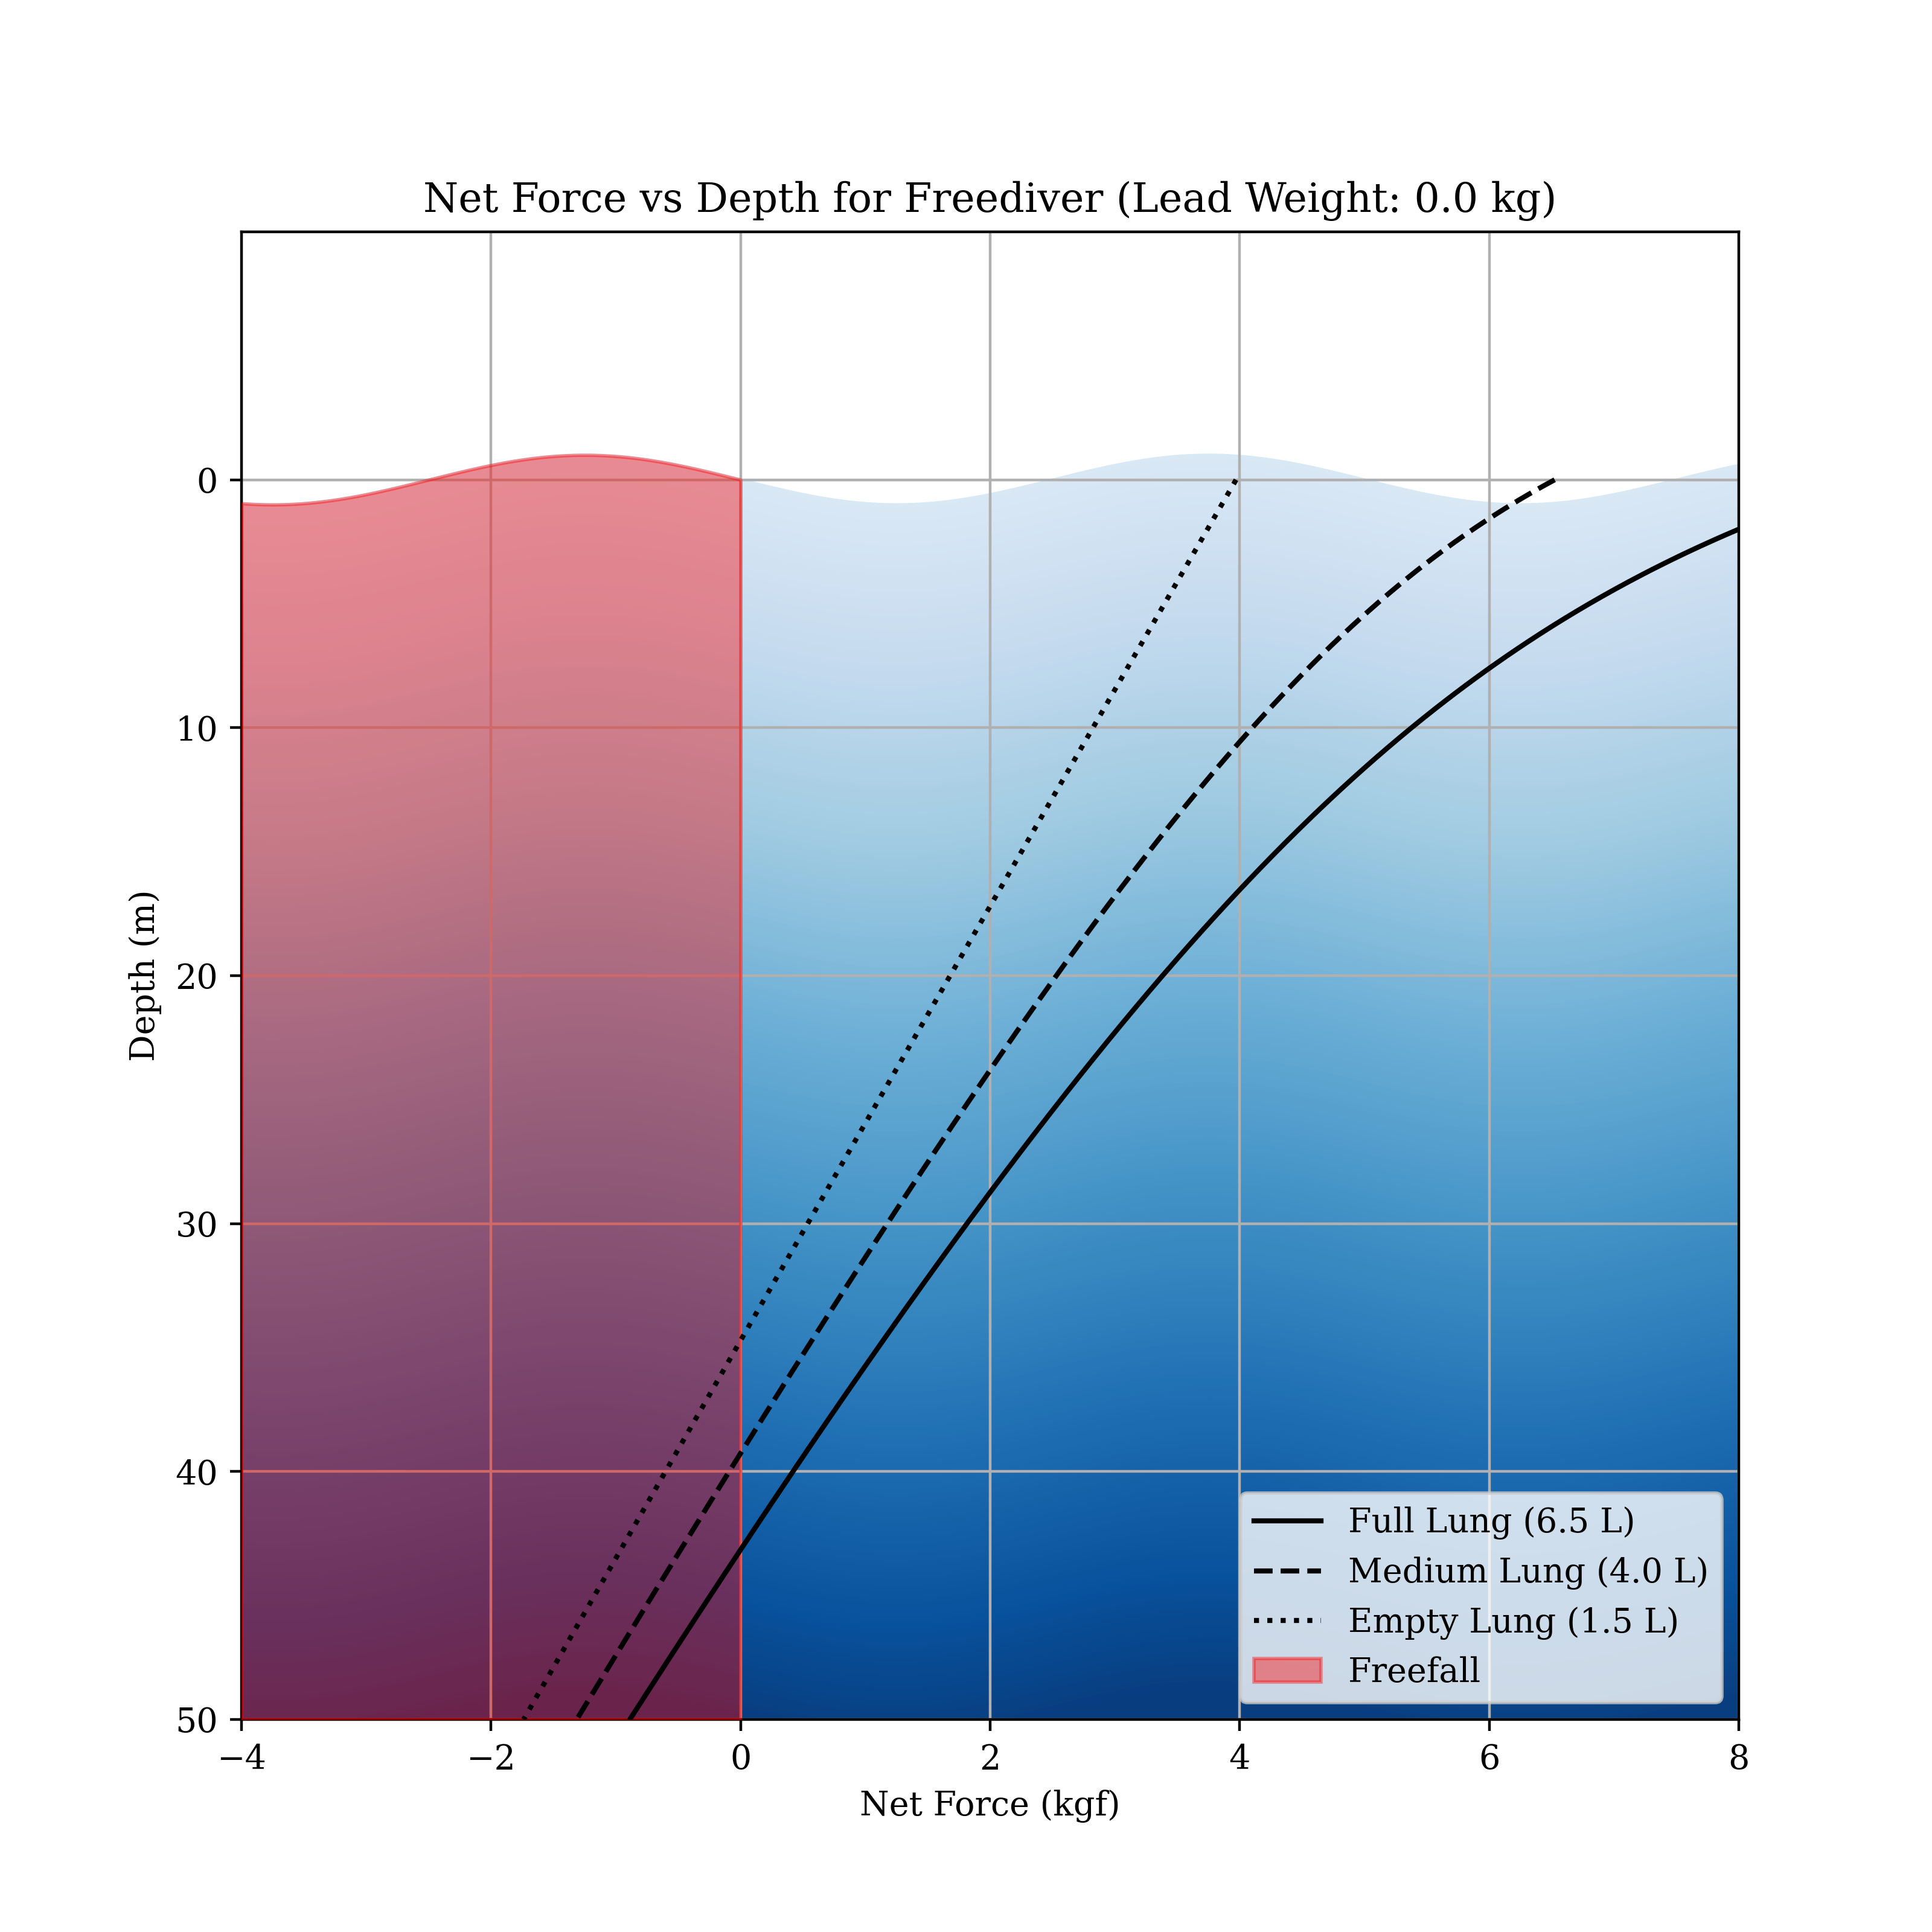 Net Force vs Depth for Freediver (Lead Weight: 0.0 kg)
Depth (m)
0
10
20
30
40
50
−4
−2
0
2
4
6
8
Net Force (kgf)
Full Lung (6.5 L)
Medium Lung (4.0 L)
Empty Lung (1.5 L)
Freefall